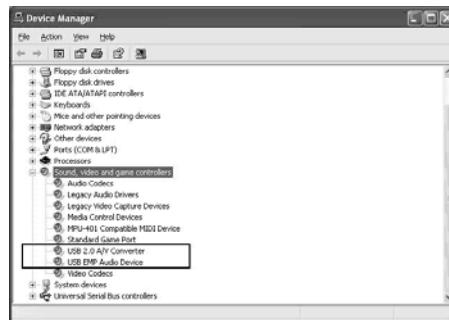 Device Manager
File Action View Help
Floppy disk controllers
Floppy disk drives
IDE ATA/ATAPI controllers
Keyboards
Mice and other pointing devices
Network adapters
Other devices
Ports (COM & LPT)
Processors
Sound, video and game controllers
Audio Codecs
Legacy Audio Drivers
Legacy Video Capture Devices
Media Control Devices
MPU-401 Compatible MIDI Device
Standard Game Port
USB 2.0 A/V Converter
USB EMP Audio Device
Video Codecs
System devices
Universal Serial Bus controllers